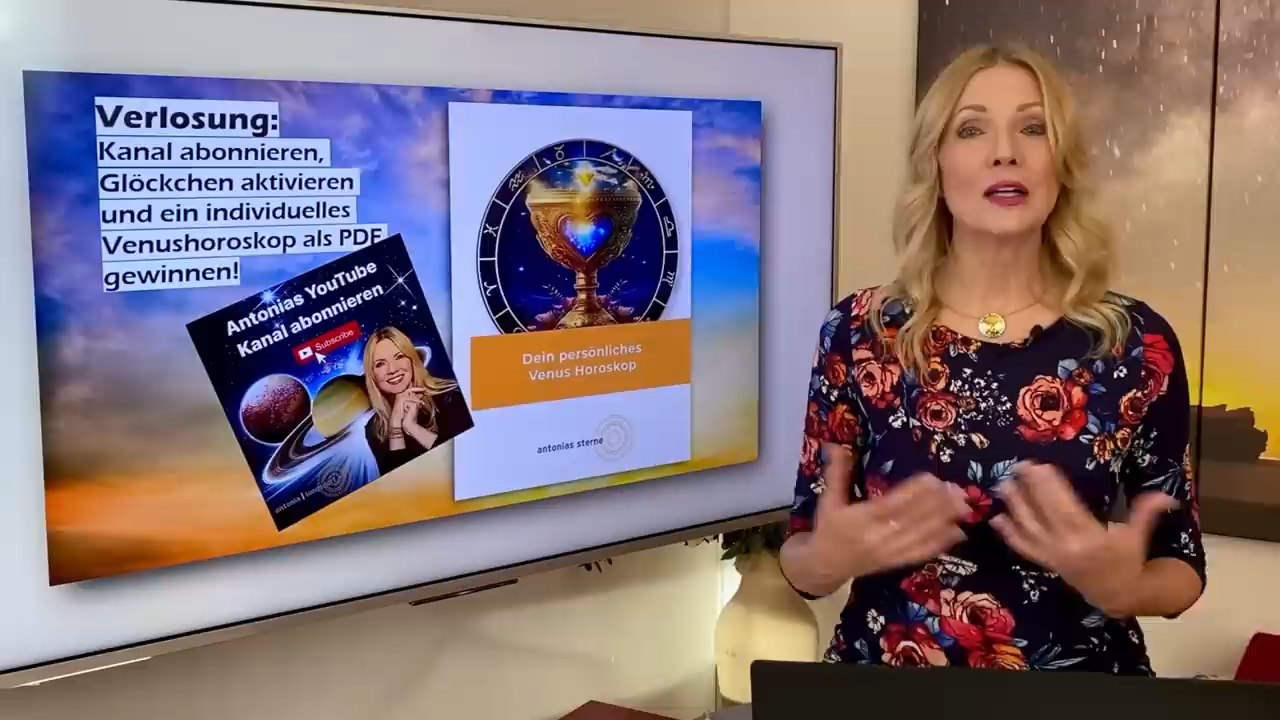 Verlosung:
Kanal abonnieren,
Glöckchen aktivieren
und ein individuelles
Venushoroskop als PDF
gewinnen!
Antonias YouTube
Kanal abonnieren
Subscribe
Dein persönliches
Venus Horoskop
antonias sterne